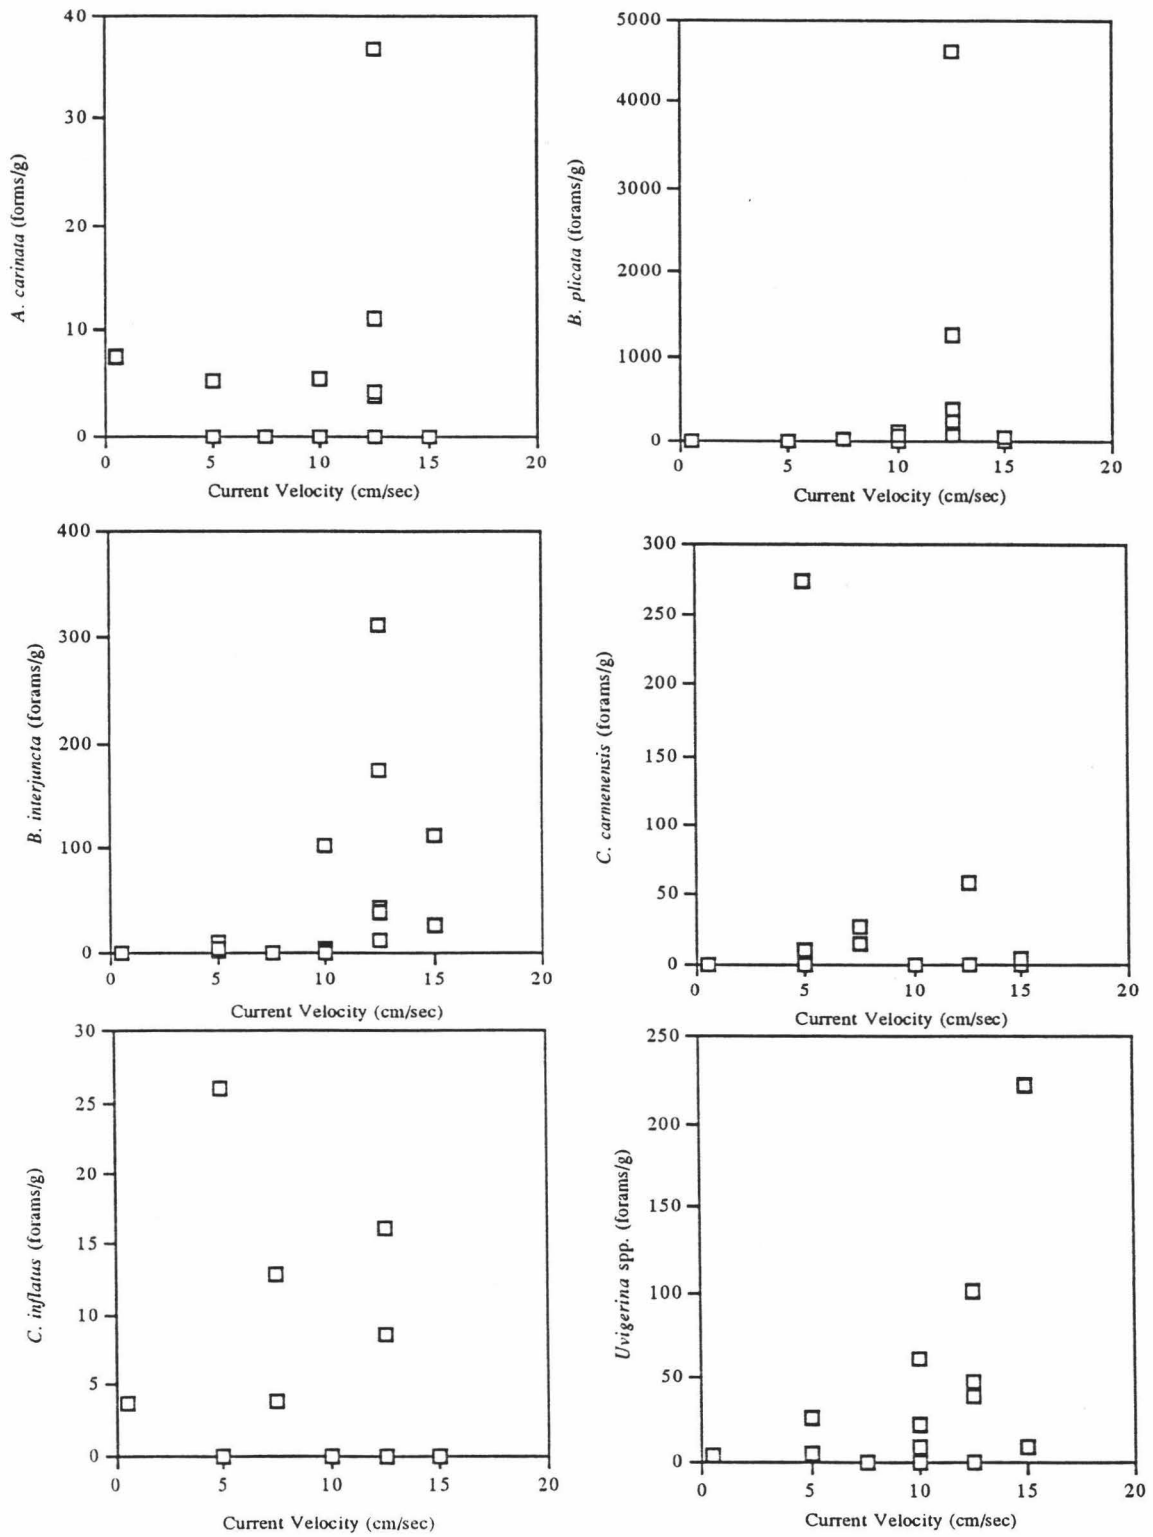 A. carinata (forms/g)
40
30
20
10
0
0 5 10 15 20
Current Velocity (cm/sec)
B. plicata (forams/g)
5000
4000
3000
2000
1000
0
0 5 10 15 20
Current Velocity (cm/sec)
B. interjuncta (forams/g)
400
300
200
100
0
0 5 10 15 20
Current Velocity (cm/sec)
C. carmenensis (forams/g)
300
250
200
150
100
50
0
0 5 10 15 20
Current Velocity (cm/sec)
C. inflatus (forams/g)
30
25
20
15
10
5
0
0 5 10 15 20
Current Velocity (cm/sec)
Uvigerina spp. (forams/g)
250
200
150
100
50
0
0 5 10 15 20
Current Velocity (cm/sec)